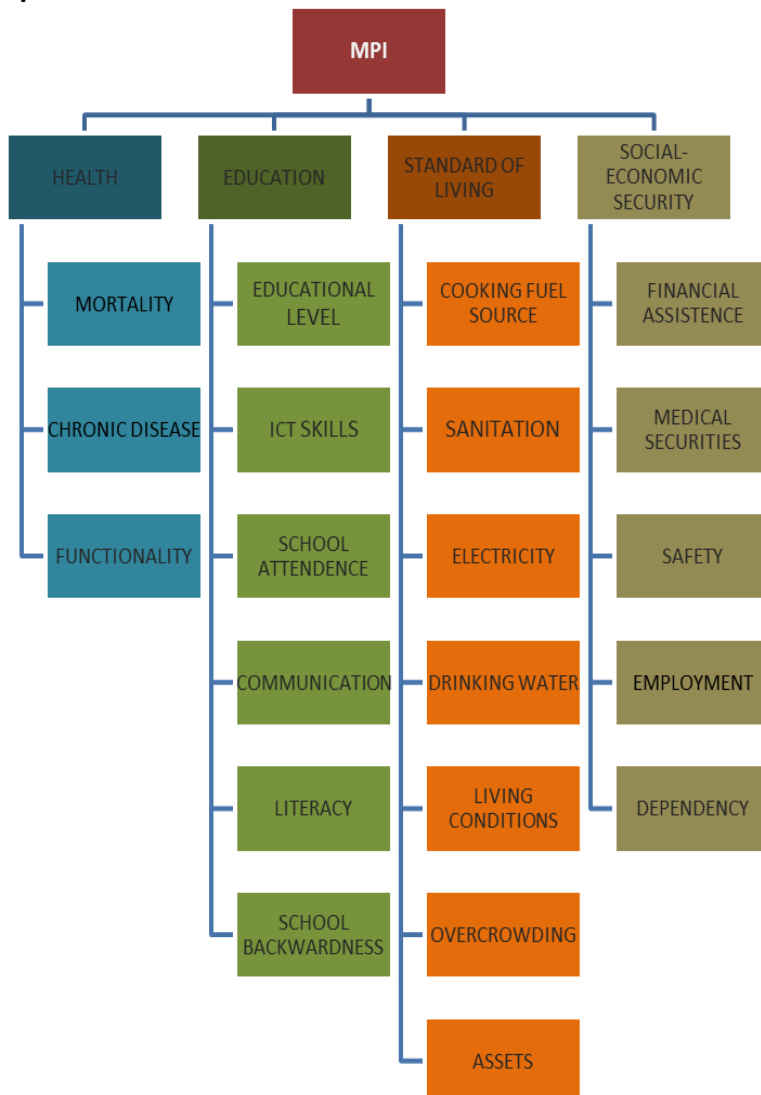 MPI
HEALTH
EDUCATION
STANDARD OF
LIVING
SOCIAL-
ECONOMIC
SECURITY
MORTALITY
CHRONIC DISEASE
FUNCTIONALITY
EDUCATIONAL
LEVEL
ICT SKILLS
SCHOOL
ATTENDENCE
COMMUNICATION
LITERACY
SCHOOL
BACKWARDNESS
COOKING FUEL
SOURCE
SANITATION
ELECTRICITY
DRINKING WATER
LIVING
CONDITIONS
OVERCROWDING
ASSETS
FINANCIAL
ASSISTENCE
MEDICAL
SECURITIES
SAFETY
EMPLOYMENT
DEPENDENCY